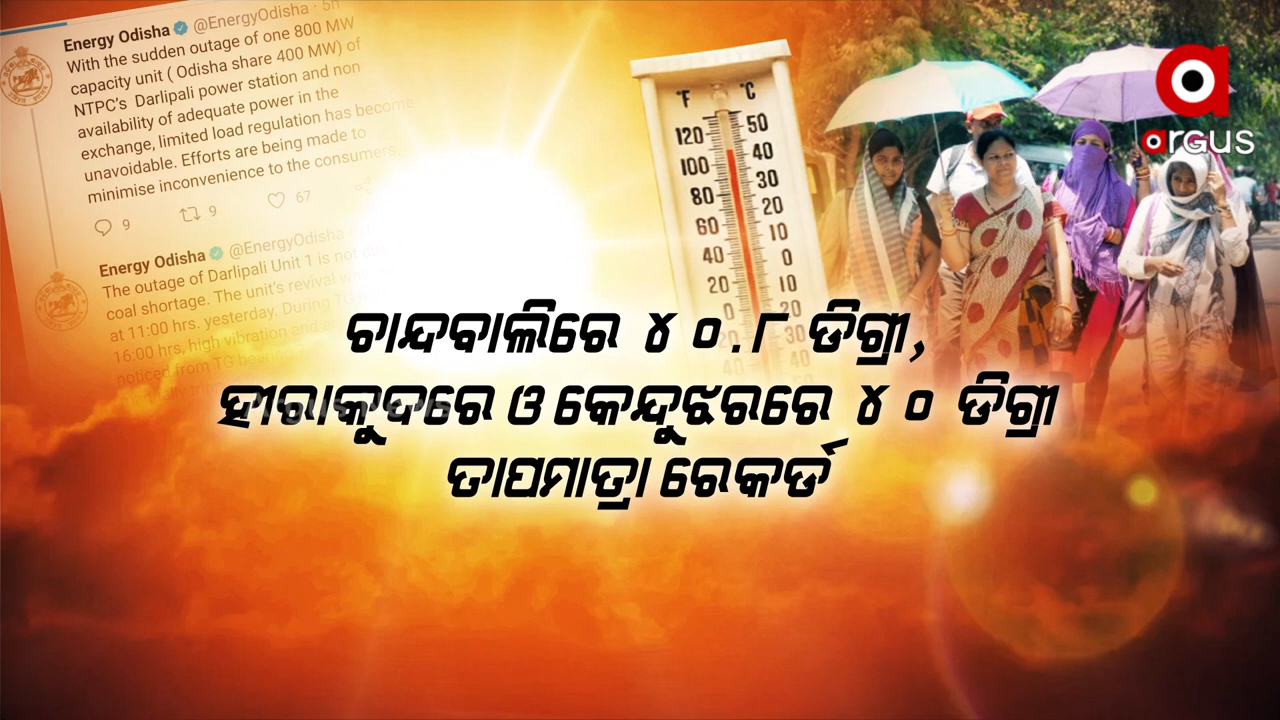 Energy Odisha @EnergyOdisha · 5h
With the sudden outage of one 800 MW
capacity unit ( Odisha share 400 MW) of
NTPC's Darlipali power station and non
availability of adequate power in the
exchange, limited load regulation has become
unavoidable. Efforts are being made to
minimise inconvenience to the consumers.
9 9 67
Energy Odisha @EnergyOdisha
The outage of Darlipali Unit 1 is not
coal shortage. The unit's revival
at 11:00 hrs. yesterday. During TG
16:00 hrs, high vibration
noticed from TG
°F °C
120 50
100 40
80 30
60 20
40 10
20 0
0
argus
ଚାନ୍ଦବାଲିରେ ୪୦.୮ ଡିଗ୍ରୀ,
ହୀରାକୁଦରେ ଓ କେନ୍ଦୁଝରରେ ୪୦ ଡିଗ୍ରୀ
ତାପମାତ୍ରା ରେକର୍ଡ